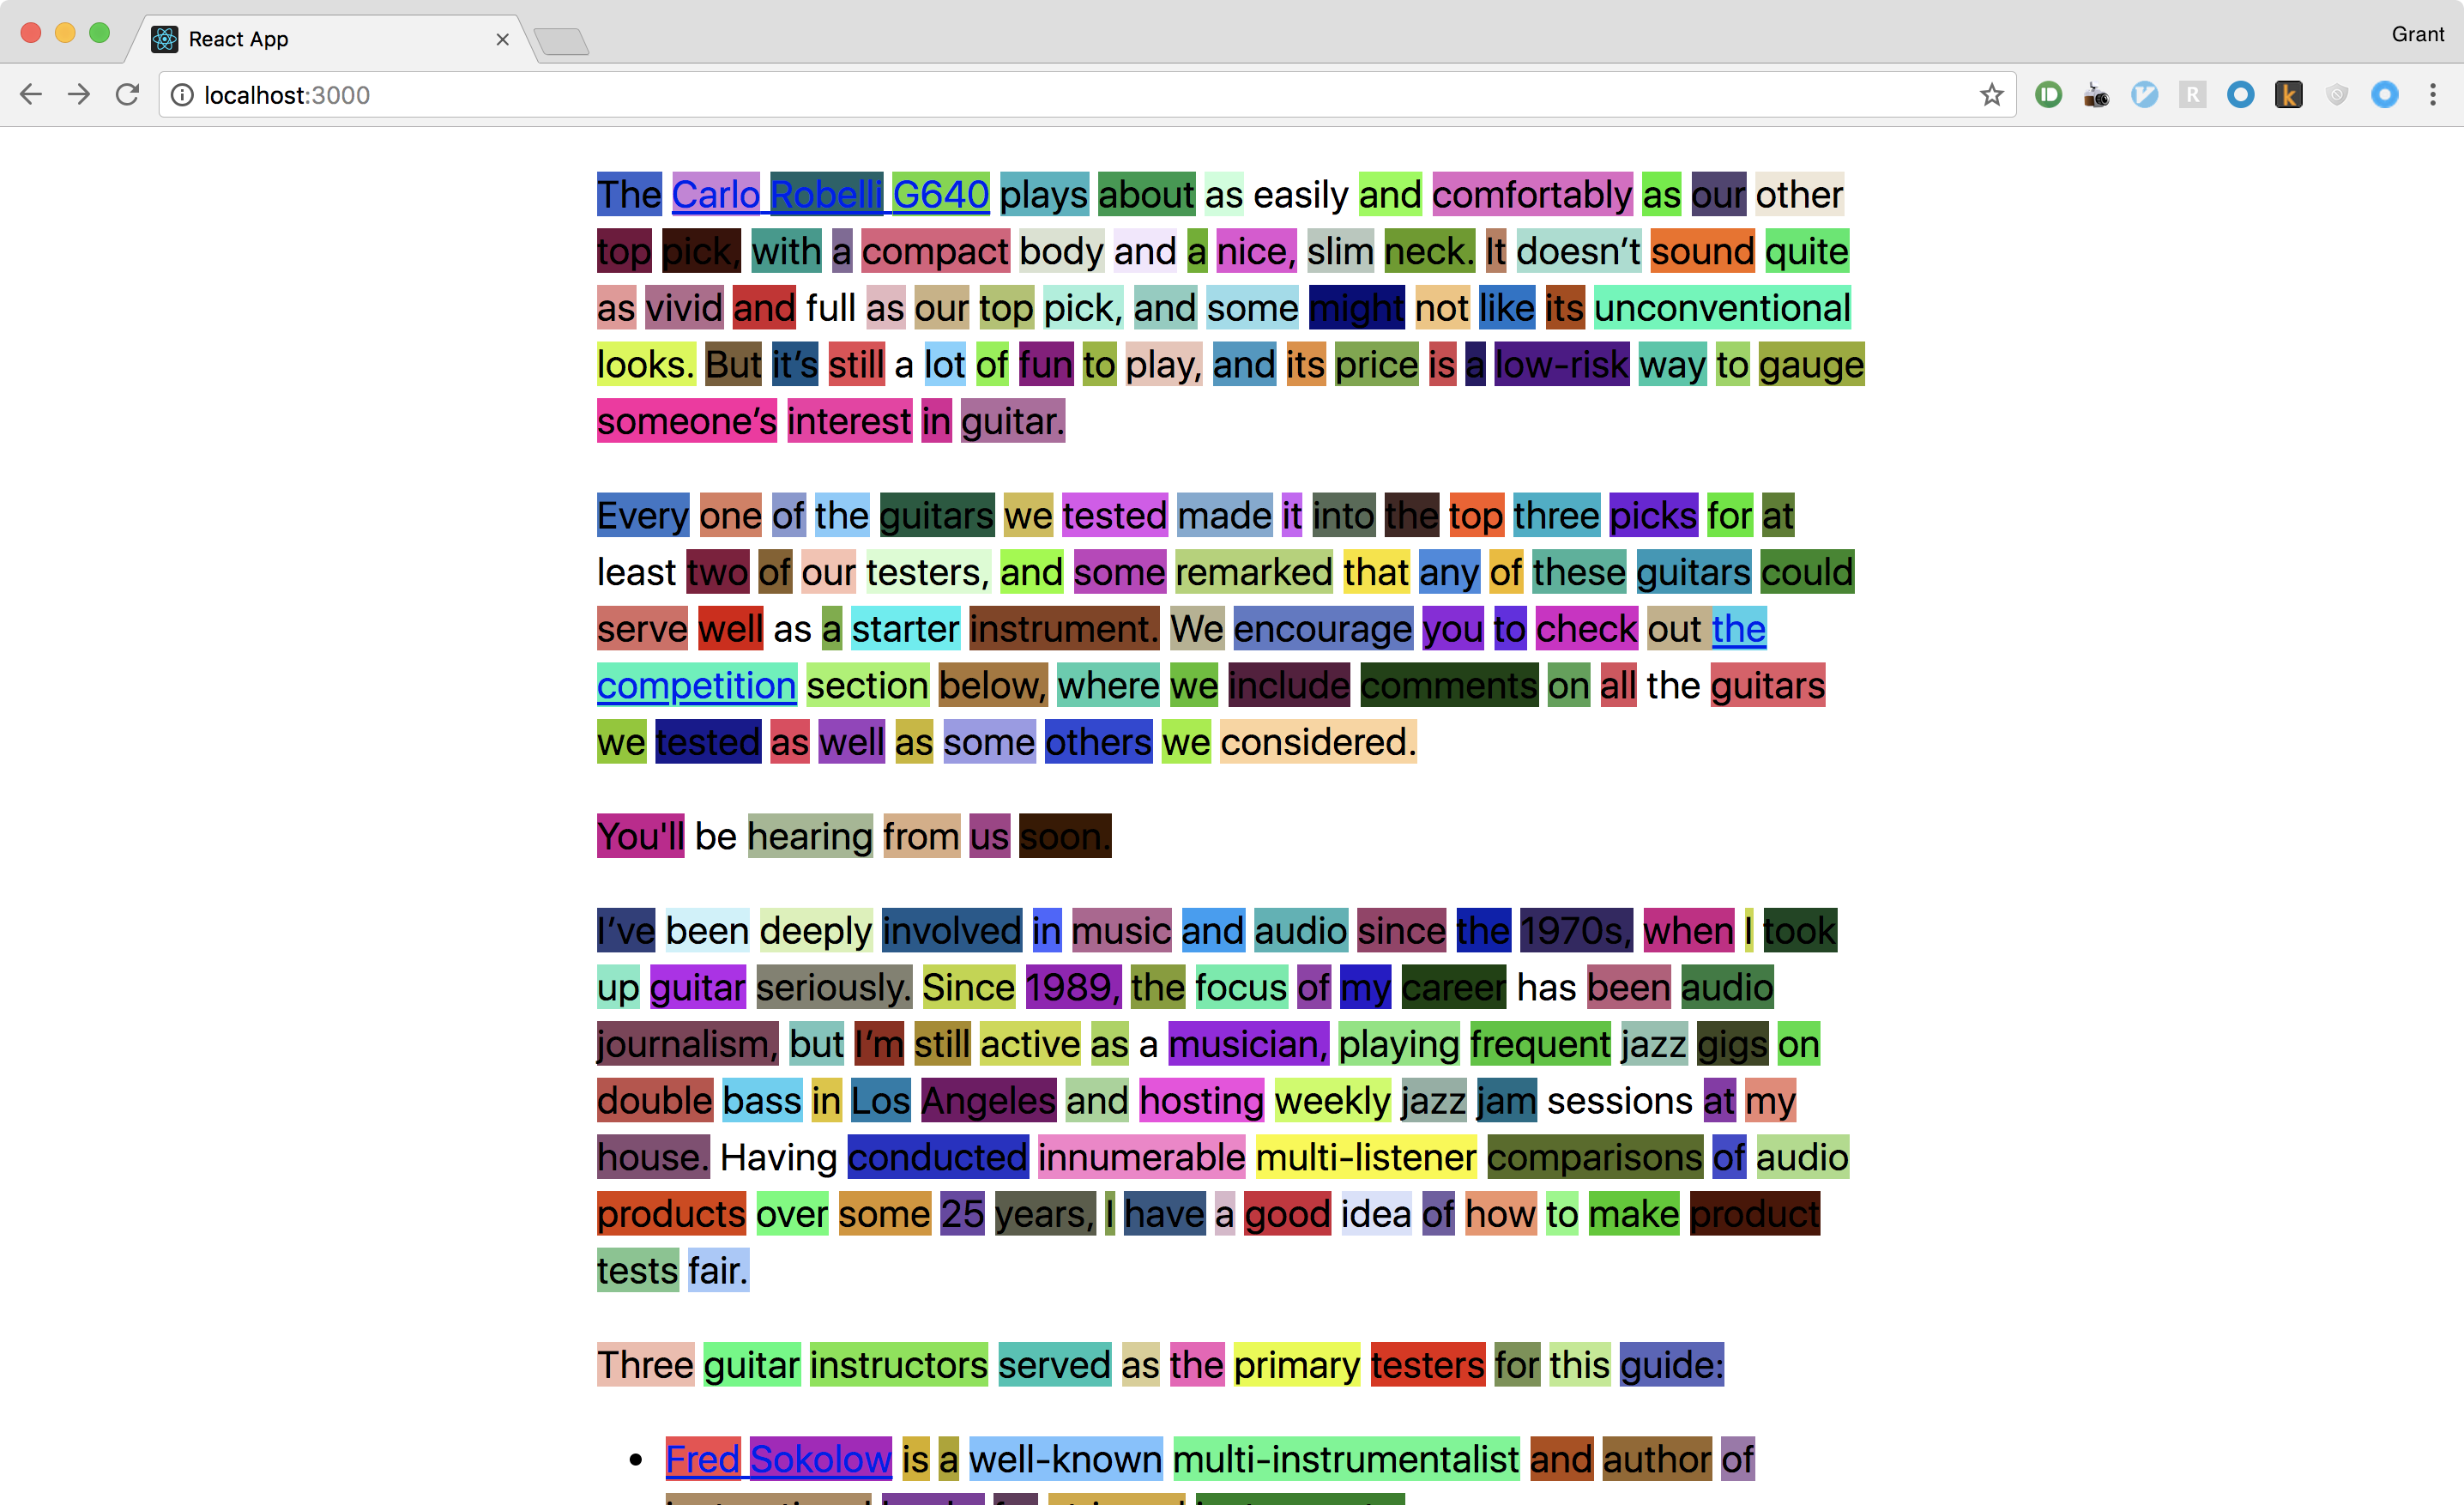 React App
Grant
localhost:3000
The Carlo Robelli G640 plays about as easily and comfortably as our other
top pick, with a compact body and a nice, slim neck. It doesn’t sound quite
as vivid and full as our top pick, and some might not like its unconventional
looks. But it’s still a lot of fun to play, and its price is a low-risk way to gauge
someone’s interest in guitar.
Every one of the guitars we tested made it into the top three picks for at
least two of our testers, and some remarked that any of these guitars could
serve well as a starter instrument. We encourage you to check out the
competition section below, where we include comments on all the guitars
we tested as well as some others we considered.
You'll be hearing from us soon.
I’ve been deeply involved in music and audio since the 1970s, when I took
up guitar seriously. Since 1989, the focus of my career has been audio
journalism, but I’m still active as a musician, playing frequent jazz gigs on
double bass in Los Angeles and hosting weekly jazz jam sessions at my
house. Having conducted innumerable multi-listener comparisons of audio
products over some 25 years, I have a good idea of how to make product
tests fair.
Three guitar instructors served as the primary testers for this guide:
• Fred Sokolow is a well-known multi-instrumentalist and author of